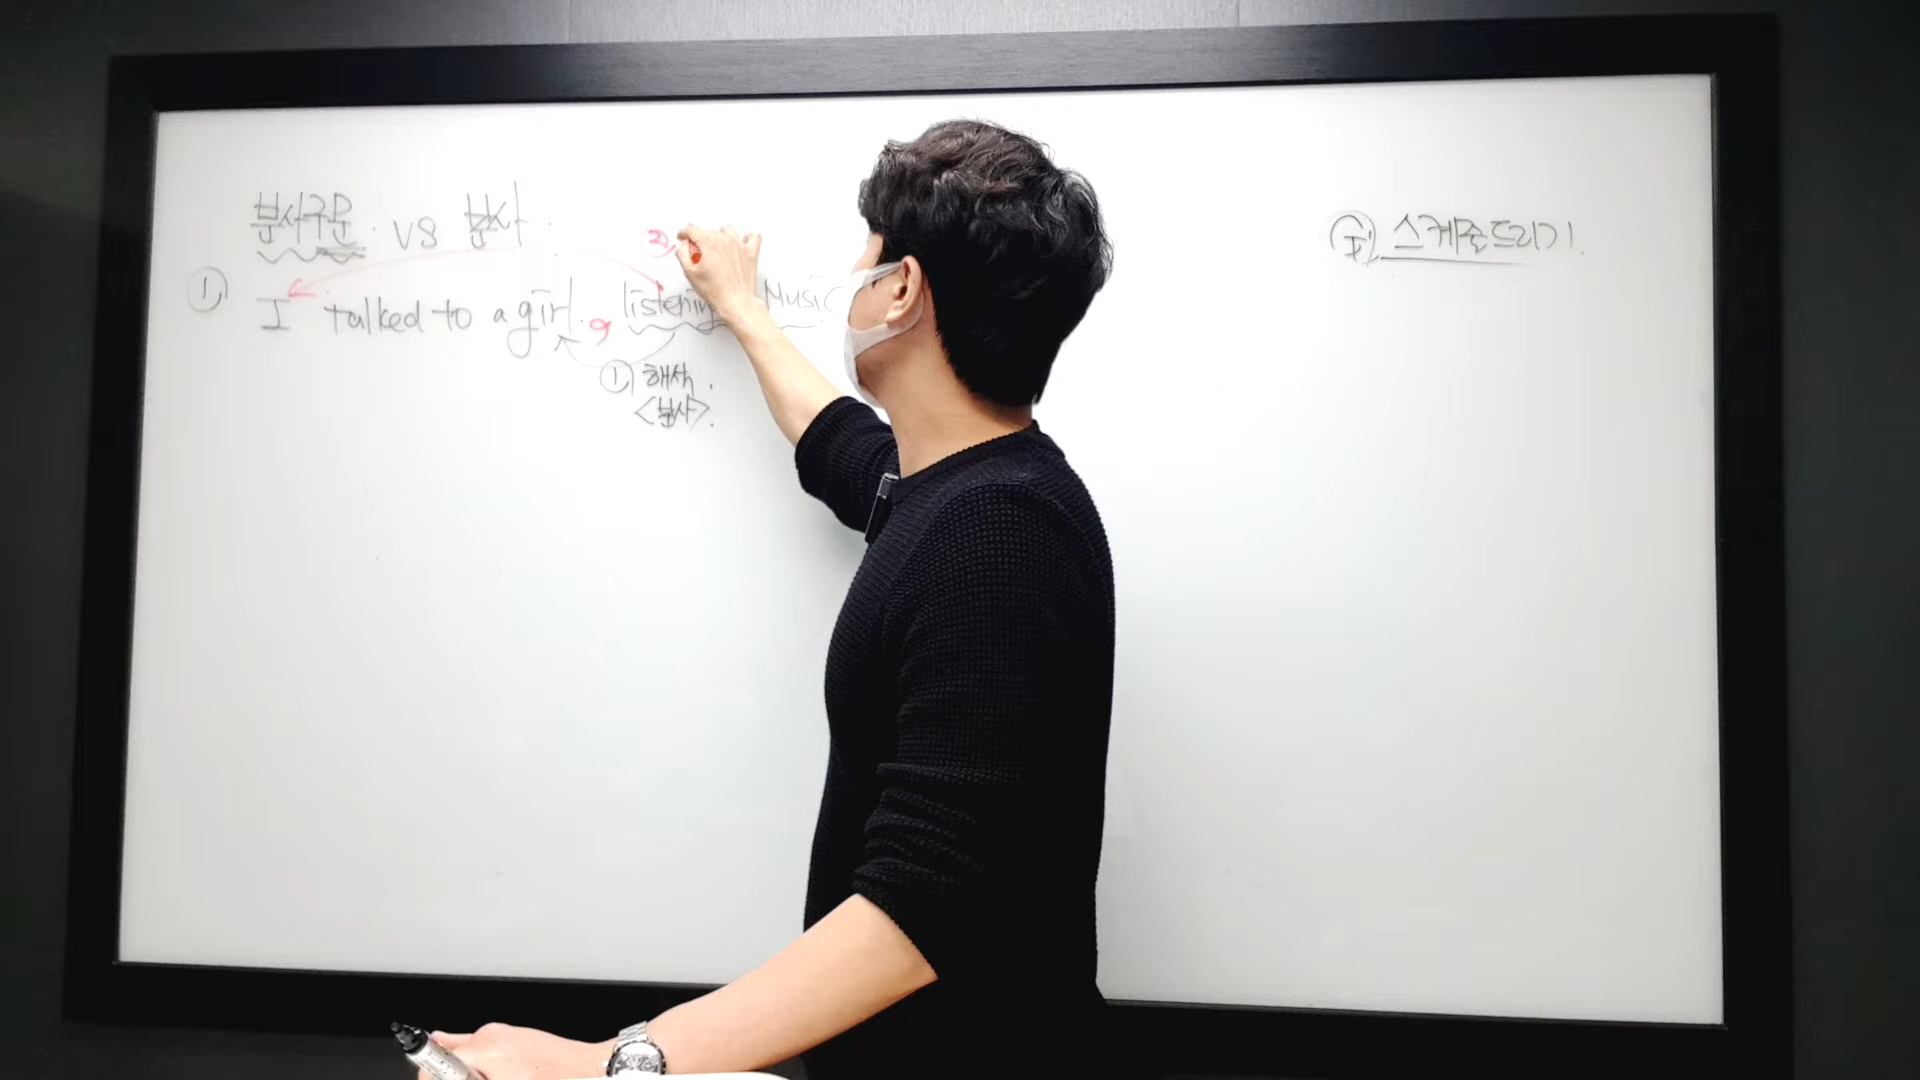 분사구문. vs 분사.
① I talked to a girl, listening Music
②
① 해석.
<분사>.
스케줄드리기.